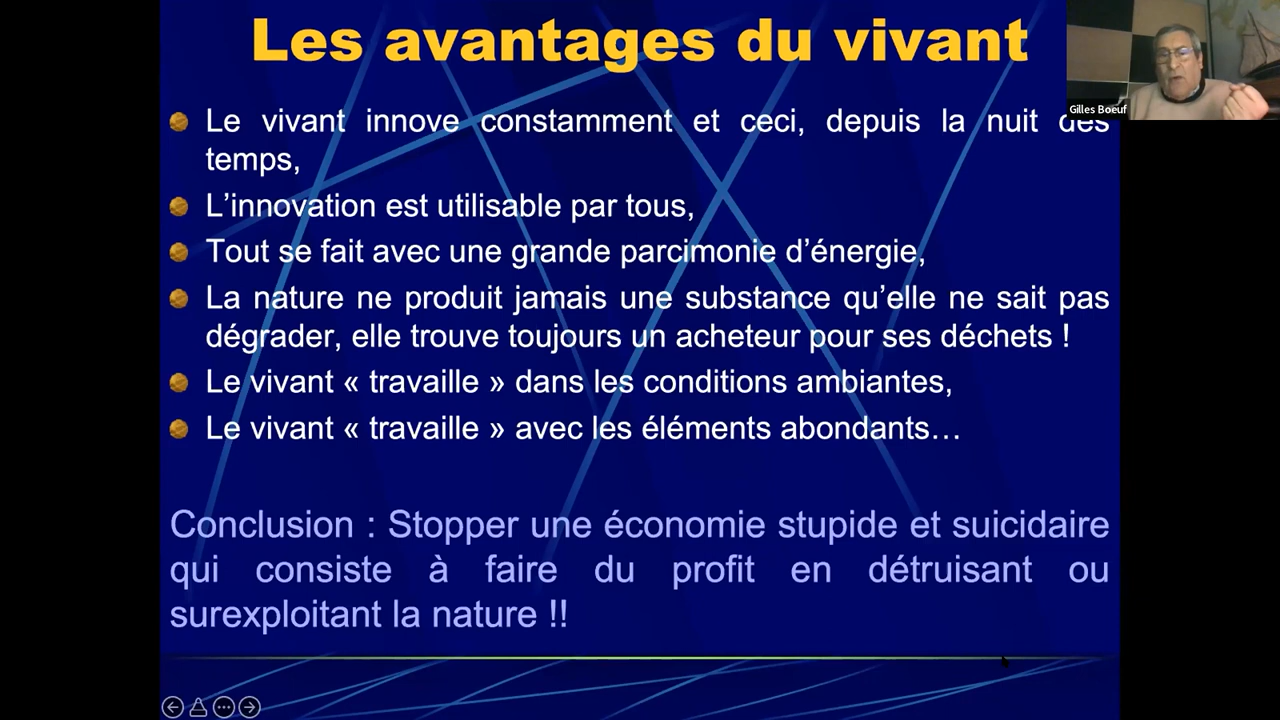 Les avantages du vivant
Gilles Boeuf
Le vivant innove constamment et ceci, depuis la nuit des
temps,
L'innovation est utilisable par tous,
Tout se fait avec une grande parcimonie d'énergie,
La nature ne produit jamais une substance qu'elle ne sait pas
dégrader, elle trouve toujours un acheteur pour ses déchets !
Le vivant « travaille » dans les conditions ambiantes,
Le vivant « travaille » avec les éléments abondants…
Conclusion : Stopper une économie stupide et suicidaire
qui consiste à faire du profit en détruisant ou
surexploitant la nature !!